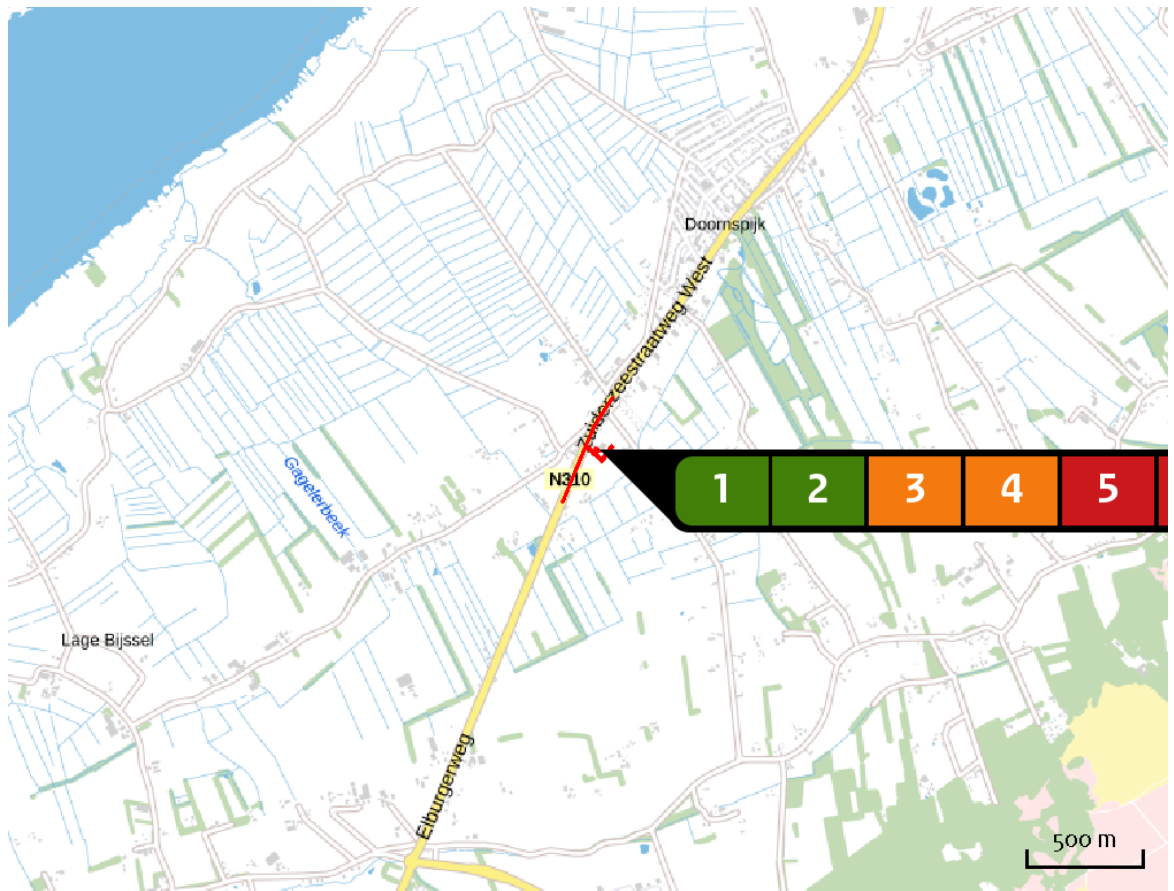 Doornspijk
Zuiderzeestraatweg West
N310
1 2 3 4 5
Gagelerbeek
Lage Bijssel
Elburgerweg
500 m